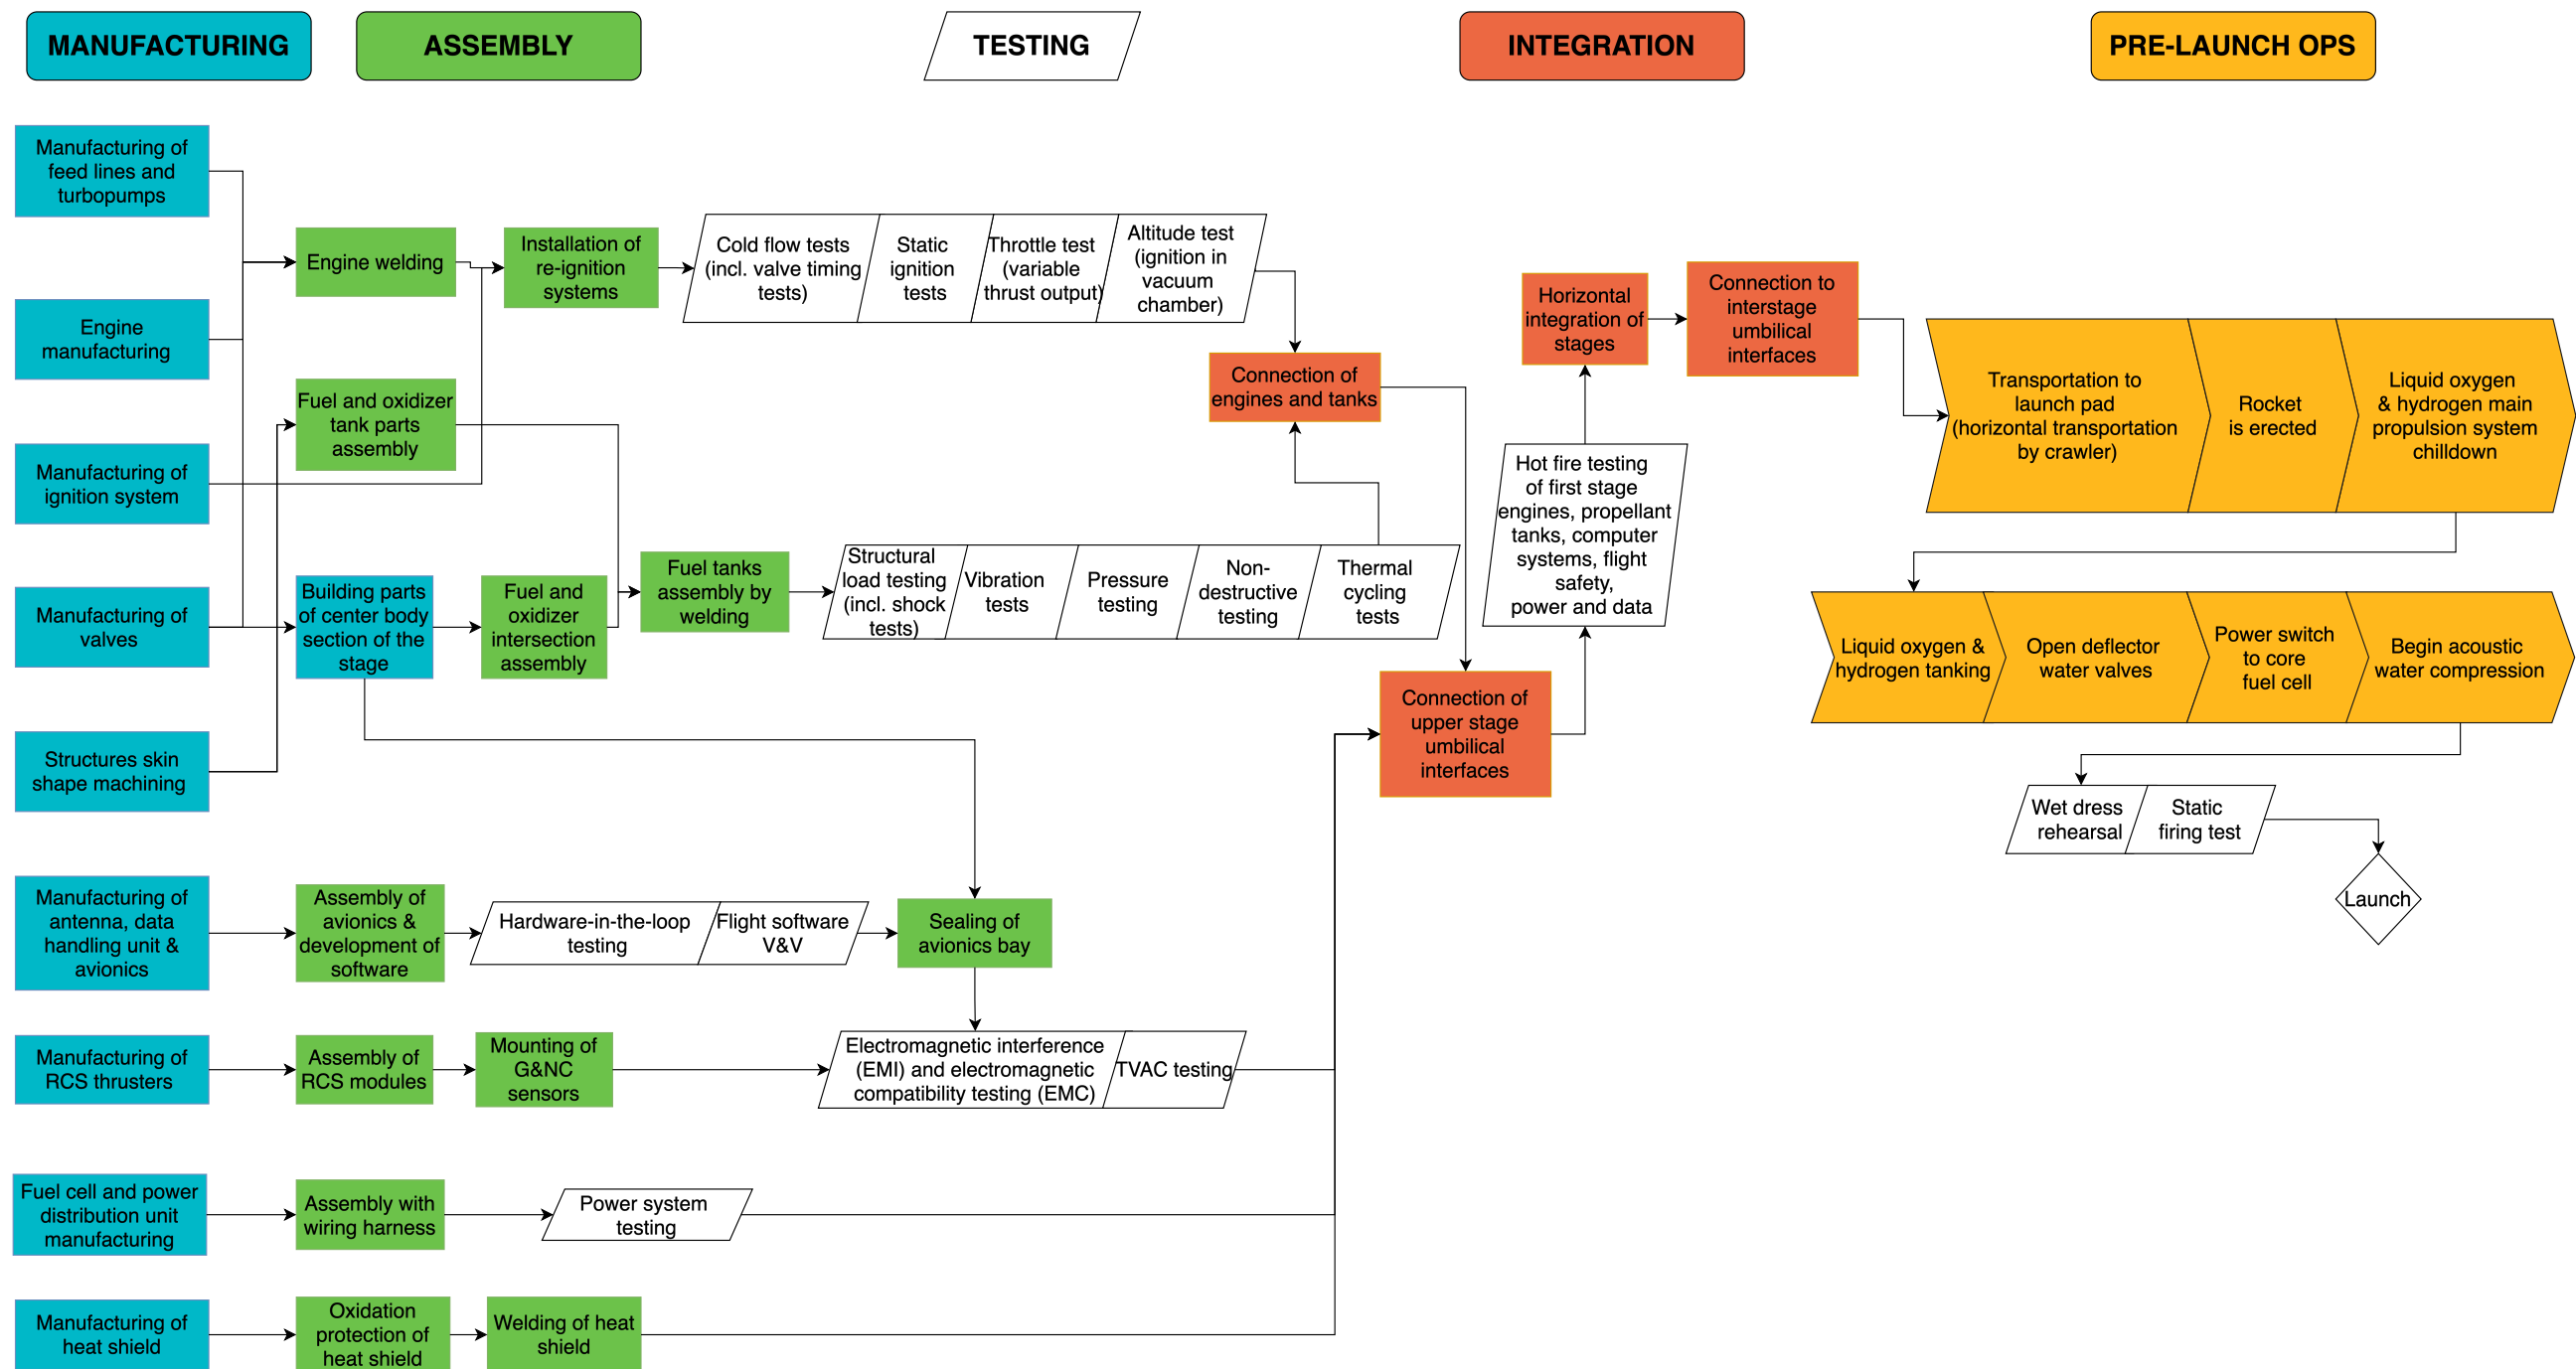 MANUFACTURING
ASSEMBLY
TESTING
INTEGRATION
PRE-LAUNCH OPS
Manufacturing of
feed lines and
turbopumps
Engine
manufacturing
Manufacturing of
ignition system
Manufacturing of
valves
Structures skin
shape machining
Manufacturing of
antenna, data
handling unit &
avionics
Manufacturing of
RCS thrusters
Fuel cell and power
distribution unit
manufacturing
Manufacturing of
heat shield
Engine welding
Fuel and oxidizer
tank parts
assembly
Building parts
of center body
section of the
stage
Assembly of
avionics &
development of
software
Assembly of
RCS modules
Assembly with
wiring harness
Oxidation
protection of
heat shield
Installation of
re-ignition
systems
Fuel and
oxidizer
intersection
assembly
Fuel tanks
assembly by
welding
Mounting of
G&NC
sensors
Welding of heat
shield
Cold flow tests
(incl. valve timing
tests)
Static
ignition
tests
Throttle test
(variable
thrust output)
Altitude test
(ignition in
vacuum
chamber)
Structural
load testing
(incl. shock
tests)
Vibration
tests
Pressure
testing
Non-
destructive
testing
Thermal
cycling
tests
Hardware-in-the-loop
testing
Flight software
V&V
Sealing of
avionics bay
Electromagnetic interference
(EMI) and electromagnetic
compatibility testing (EMC)
TVAC testing
Power system
testing
Connection of
engines and tanks
Connection of
upper stage
umbilical
interfaces
Hot fire testing
of first stage
engines, propellant
tanks, computer
systems, flight
safety,
power and data
Horizontal
integration of
stages
Connection to
interstage
umbilical
interfaces
Transportation to
launch pad
(horizontal transportation
by crawler)
Rocket
is erected
Liquid oxygen
& hydrogen main
propulsion system
chilldown
Liquid oxygen &
hydrogen tanking
Open deflector
water valves
Power switch
to core
fuel cell
Begin acoustic
water compression
Wet dress
rehearsal
Static
firing test
Launch